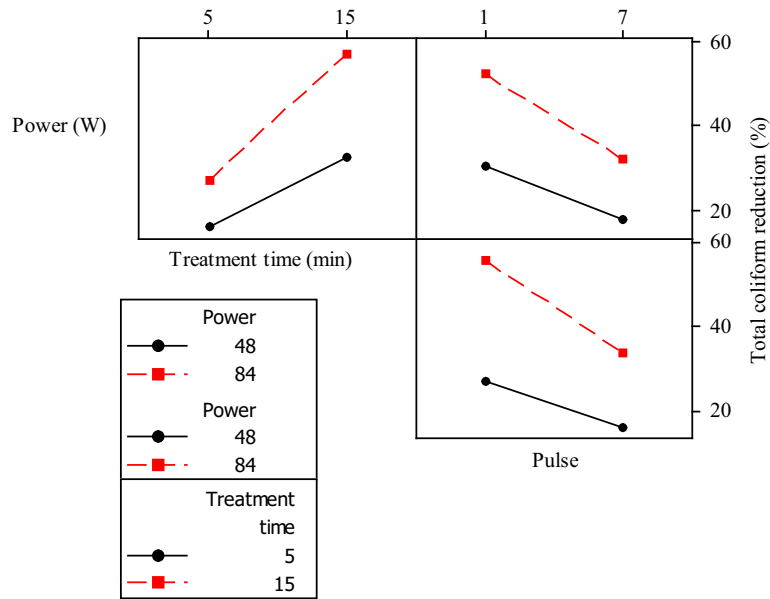 5 15 1 7
60
Power (W)
40
20
Total coliform reduction (%)
Treatment time (min)
60
40
20
Pulse
Power
48
84
Power
48
84
Treatment
time
5
15